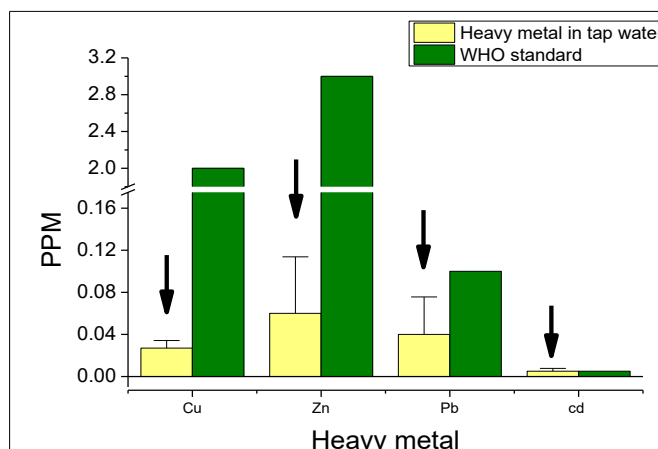 Heavy metal in tap water
WHO standard
3.2
2.8
2.4
2.0
0.16
0.12
0.08
0.04
0.00
PPM
Cu Zn Pb cd
Heavy metal